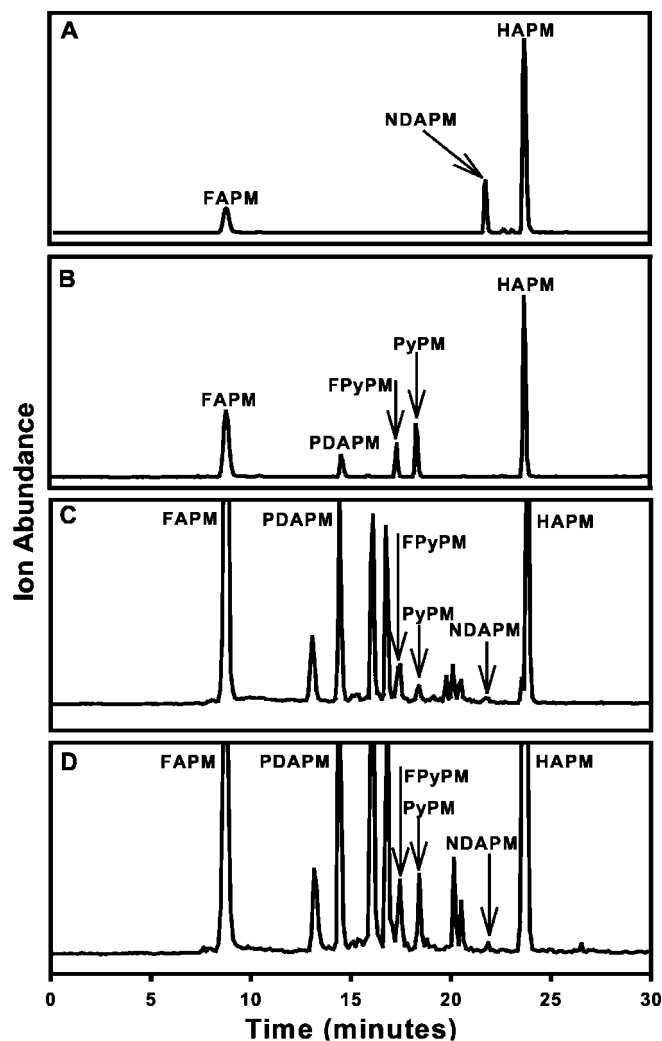 A
HAPM
NDAPM
FAPM
B
HAPM
PyPM
FPyPM
FAPM
PDAPM
Ion Abundance
C
FAPM
PDAPM
HAPM
FPyPM
PyPM
NDAPM
D
FAPM
PDAPM
HAPM
FPyPM
PyPM
NDAPM
0 5 10 15 20 25 30
Time (minutes)